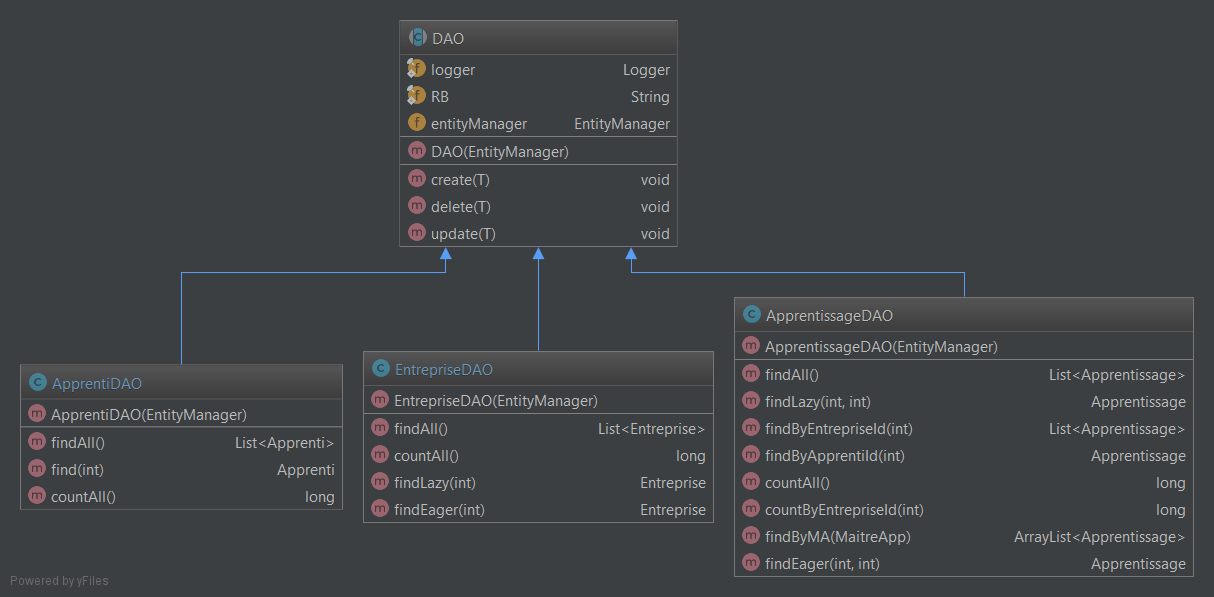 DAO
logger Logger
RB String
entityManager EntityManager
DAO(EntityManager)
create(T) void
delete(T) void
update(T) void
ApprentiDAO
ApprentiDAO(EntityManager)
findAll() List<Apprenti>
find(int) Apprenti
countAll() long
EntrepriseDAO
EntrepriseDAO(EntityManager)
findAll() List<Entreprise>
countAll() long
findLazy(int) Entreprise
findEager(int) Entreprise
ApprentissageDAO
ApprentissageDAO(EntityManager)
findAll() List<Apprentissage>
findLazy(int, int) Apprentissage
findByEntrepriseId(int) List<Apprentissage>
findByApprentiId(int) Apprentissage
countAll() long
countByEntrepriseId(int) long
findByMA(MaitreApp) ArrayList<Apprentissage>
findEager(int, int) Apprentissage
Powered by yFiles